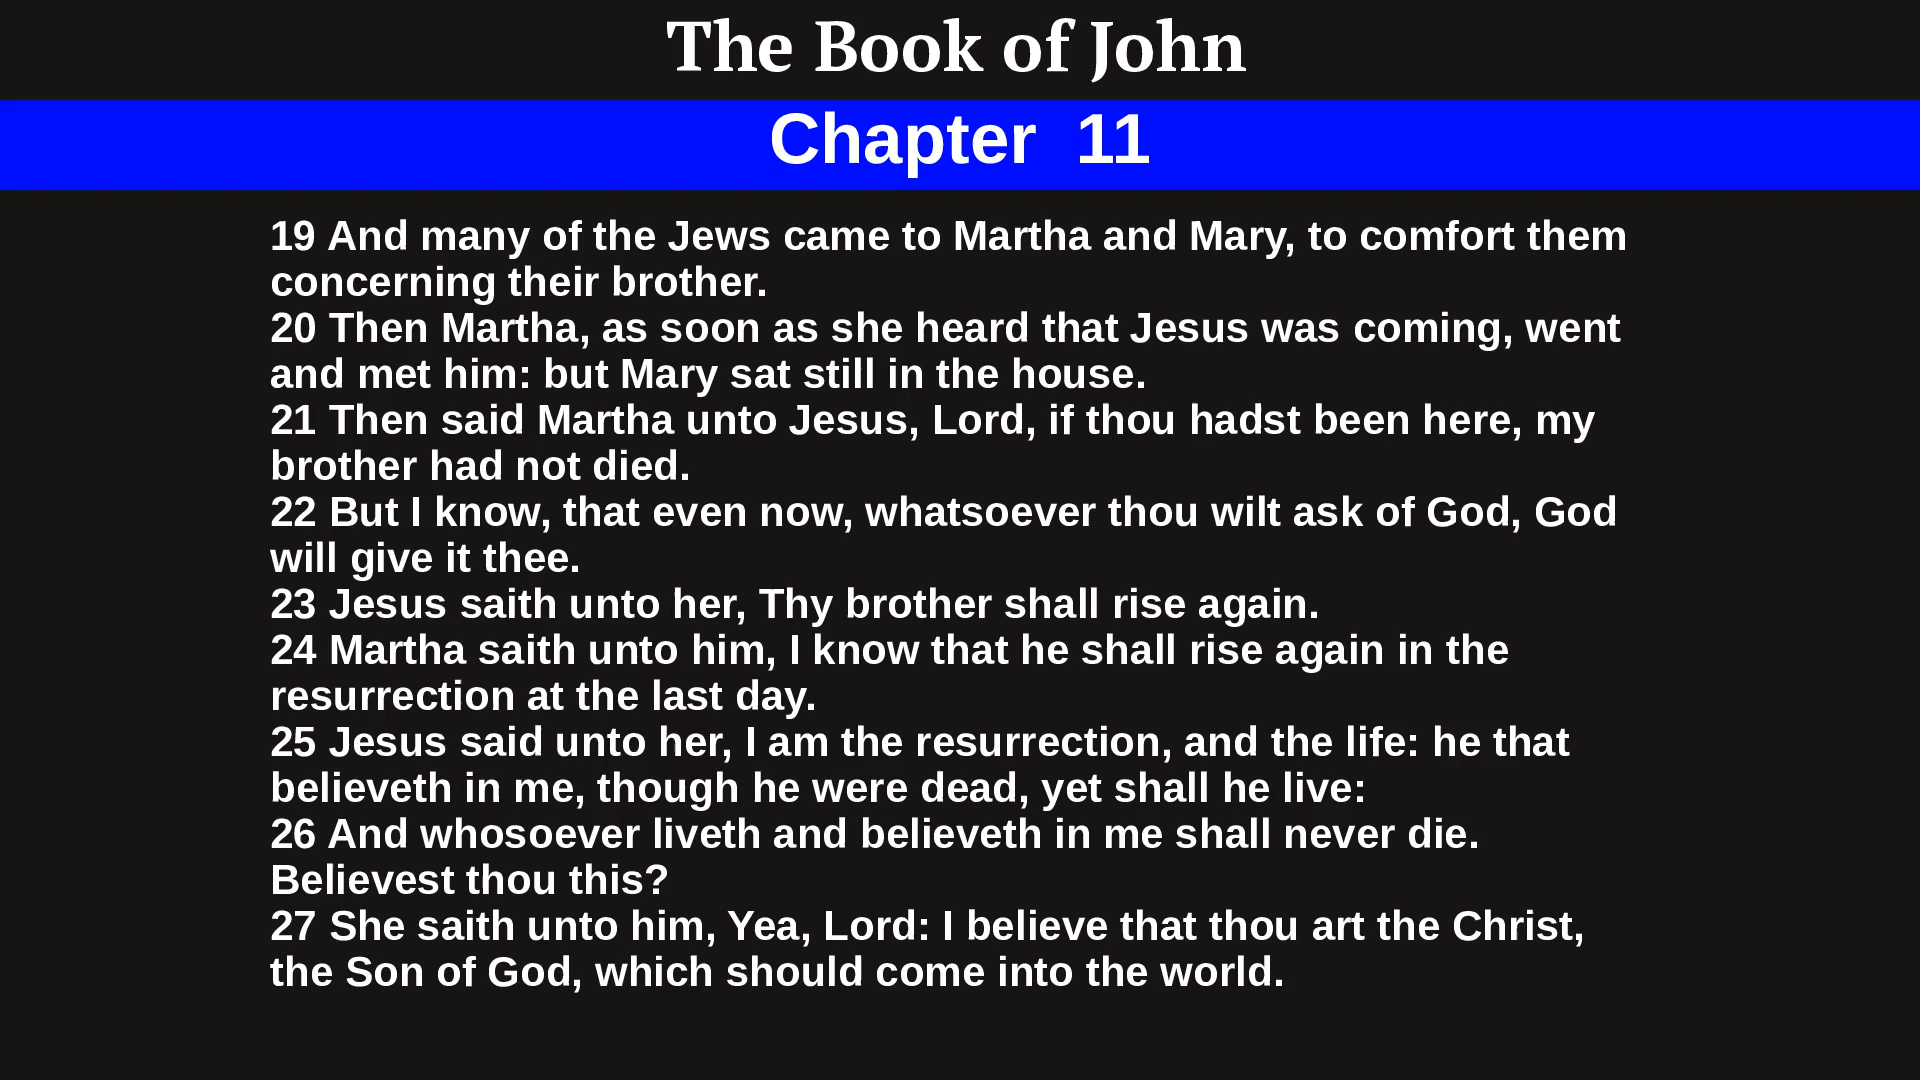 The Book of John
Chapter 11
19 And many of the Jews came to Martha and Mary, to comfort them
concerning their brother.
20 Then Martha, as soon as she heard that Jesus was coming, went
and met him: but Mary sat still in the house.
21 Then said Martha unto Jesus, Lord, if thou hadst been here, my
brother had not died.
22 But I know, that even now, whatsoever thou wilt ask of God, God
will give it thee.
23 Jesus saith unto her, Thy brother shall rise again.
24 Martha saith unto him, I know that he shall rise again in the
resurrection at the last day.
25 Jesus said unto her, I am the resurrection, and the life: he that
believeth in me, though he were dead, yet shall he live:
26 And whosoever liveth and believeth in me shall never die.
Believest thou this?
27 She saith unto him, Yea, Lord: I believe that thou art the Christ,
the Son of God, which should come into the world.